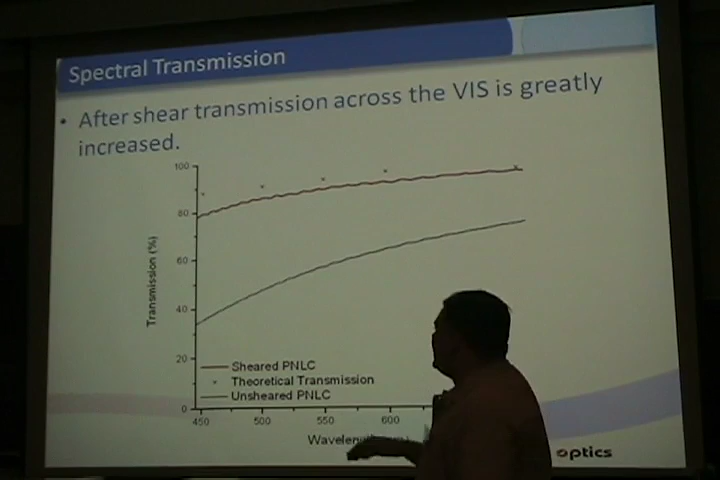 Spectral Transmission
• After shear transmission across the VIS is greatly
increased.
100
80
60
40
20
0
Transmission (%)
Sheared PNLC
Theoretical Transmission
Unsheared PNLC
450 500 550 600
optics